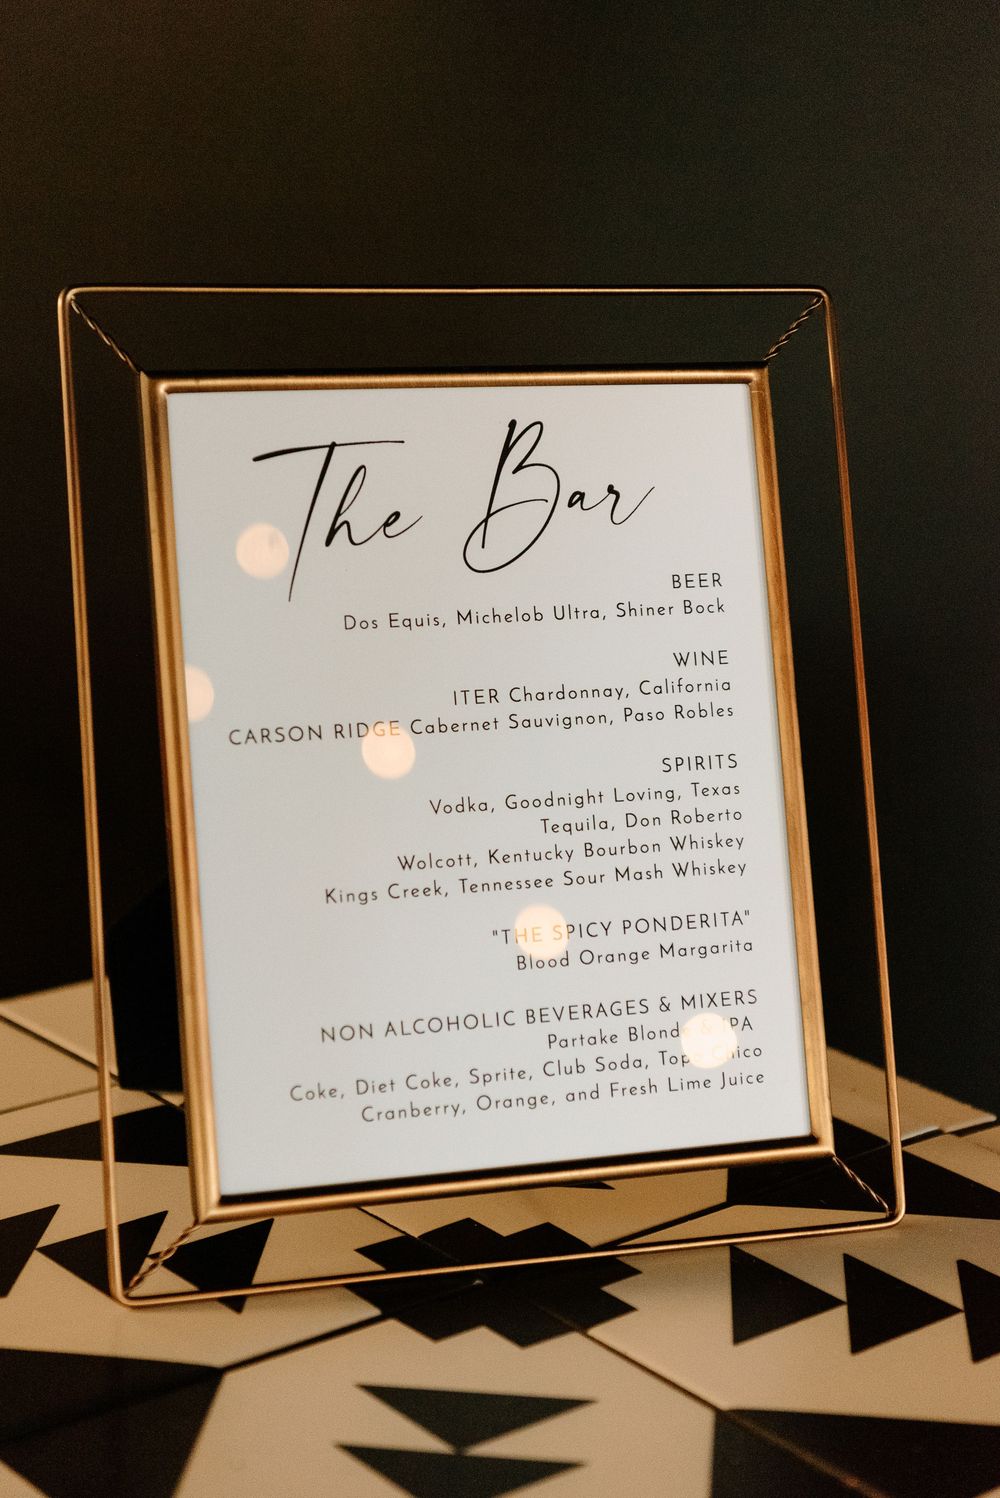 The Bar
BEER
Dos Equis, Michelob Ultra, Shiner Bock
WINE
ITER Chardonnay, California
CARSON RIDGE Cabernet Sauvignon, Paso Robles
SPIRITS
Vodka, Goodnight Loving, Texas
Tequila, Don Roberto
Wolcott, Kentucky Bourbon Whiskey
Kings Creek, Tennessee Sour Mash Whiskey
"THE SPICY PONDERITA"
Blood Orange Margarita
NON ALCOHOLIC BEVERAGES & MIXERS
Partake Blonde & IPA
Coke, Diet Coke, Sprite, Club Soda, Topo Chico
Cranberry, Orange, and Fresh Lime Juice